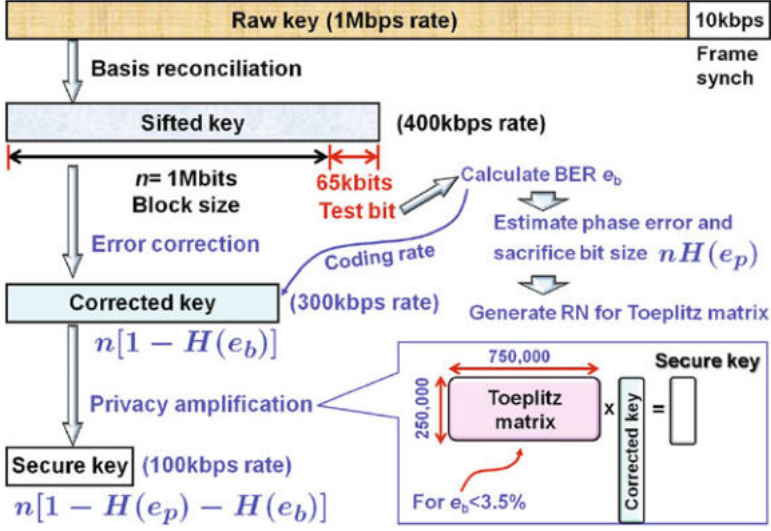 Raw key (1Mbps rate)
10kbps
Frame
synch
Basis reconciliation
Sifted key
(400kbps rate)
n= 1Mbits
Block size
65kbits
Test bit
Calculate BER e_b
Estimate phase error and
sacrifice bit size nH(e_p)
Generate RN for Toeplitz matrix
Error correction
Coding rate
Corrected key
(300kbps rate)
n[1 − H(e_b)]
Privacy amplification
750,000
250,000
Toeplitz
matrix
x
Corrected key
=
Secure key
For e_b<3.5%
Secure key
(100kbps rate)
n[1 − H(e_p) − H(e_b)]